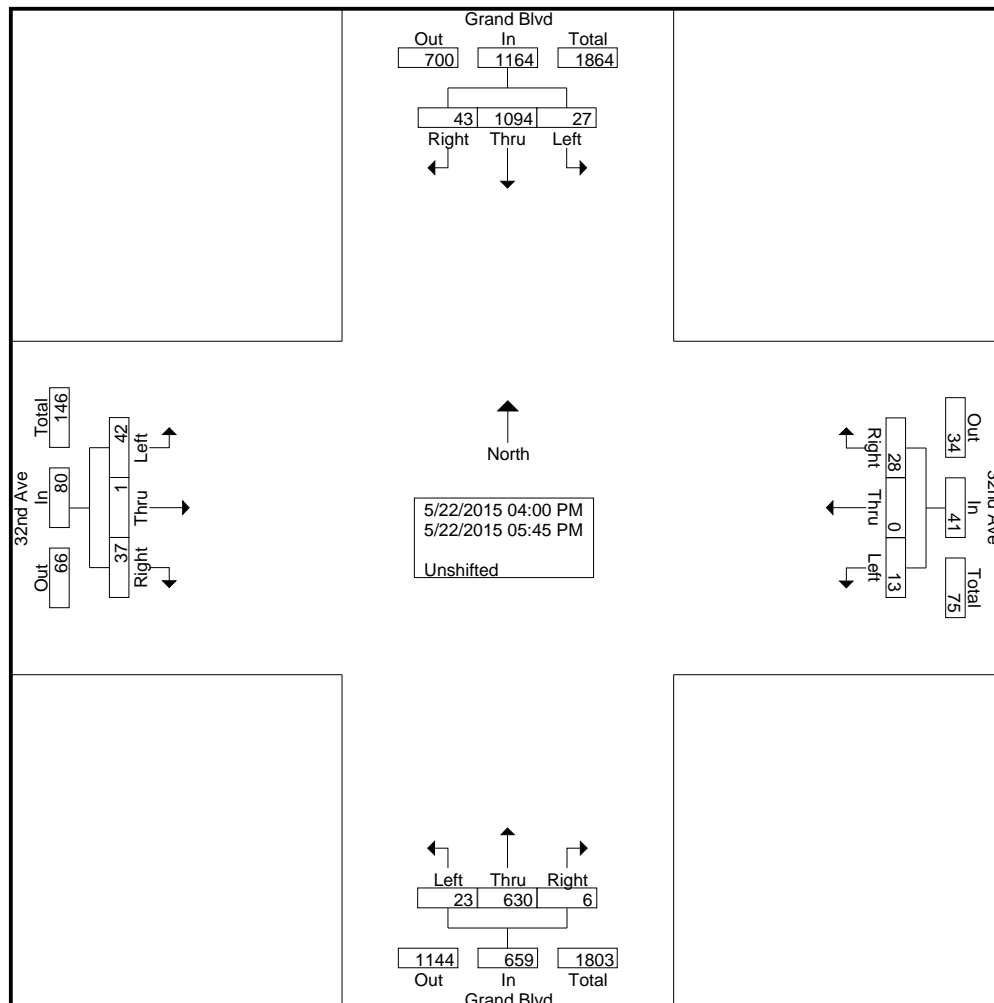 Grand Blvd
Out In Total
700 1164 1864
43 1094 27
Right Thru Left
Total
146
In
80
Out
66
32nd Ave
42
1
37
Left
Thru
Right
North
5/22/2015 04:00 PM
5/22/2015 05:45 PM
Unshifted
Right
Thru
Left
28
0
13
Out
34
In
41
Total
75
32nd Ave
Left Thru Right
23 630 6
1144 659 1803
Out In Total
Grand Blvd